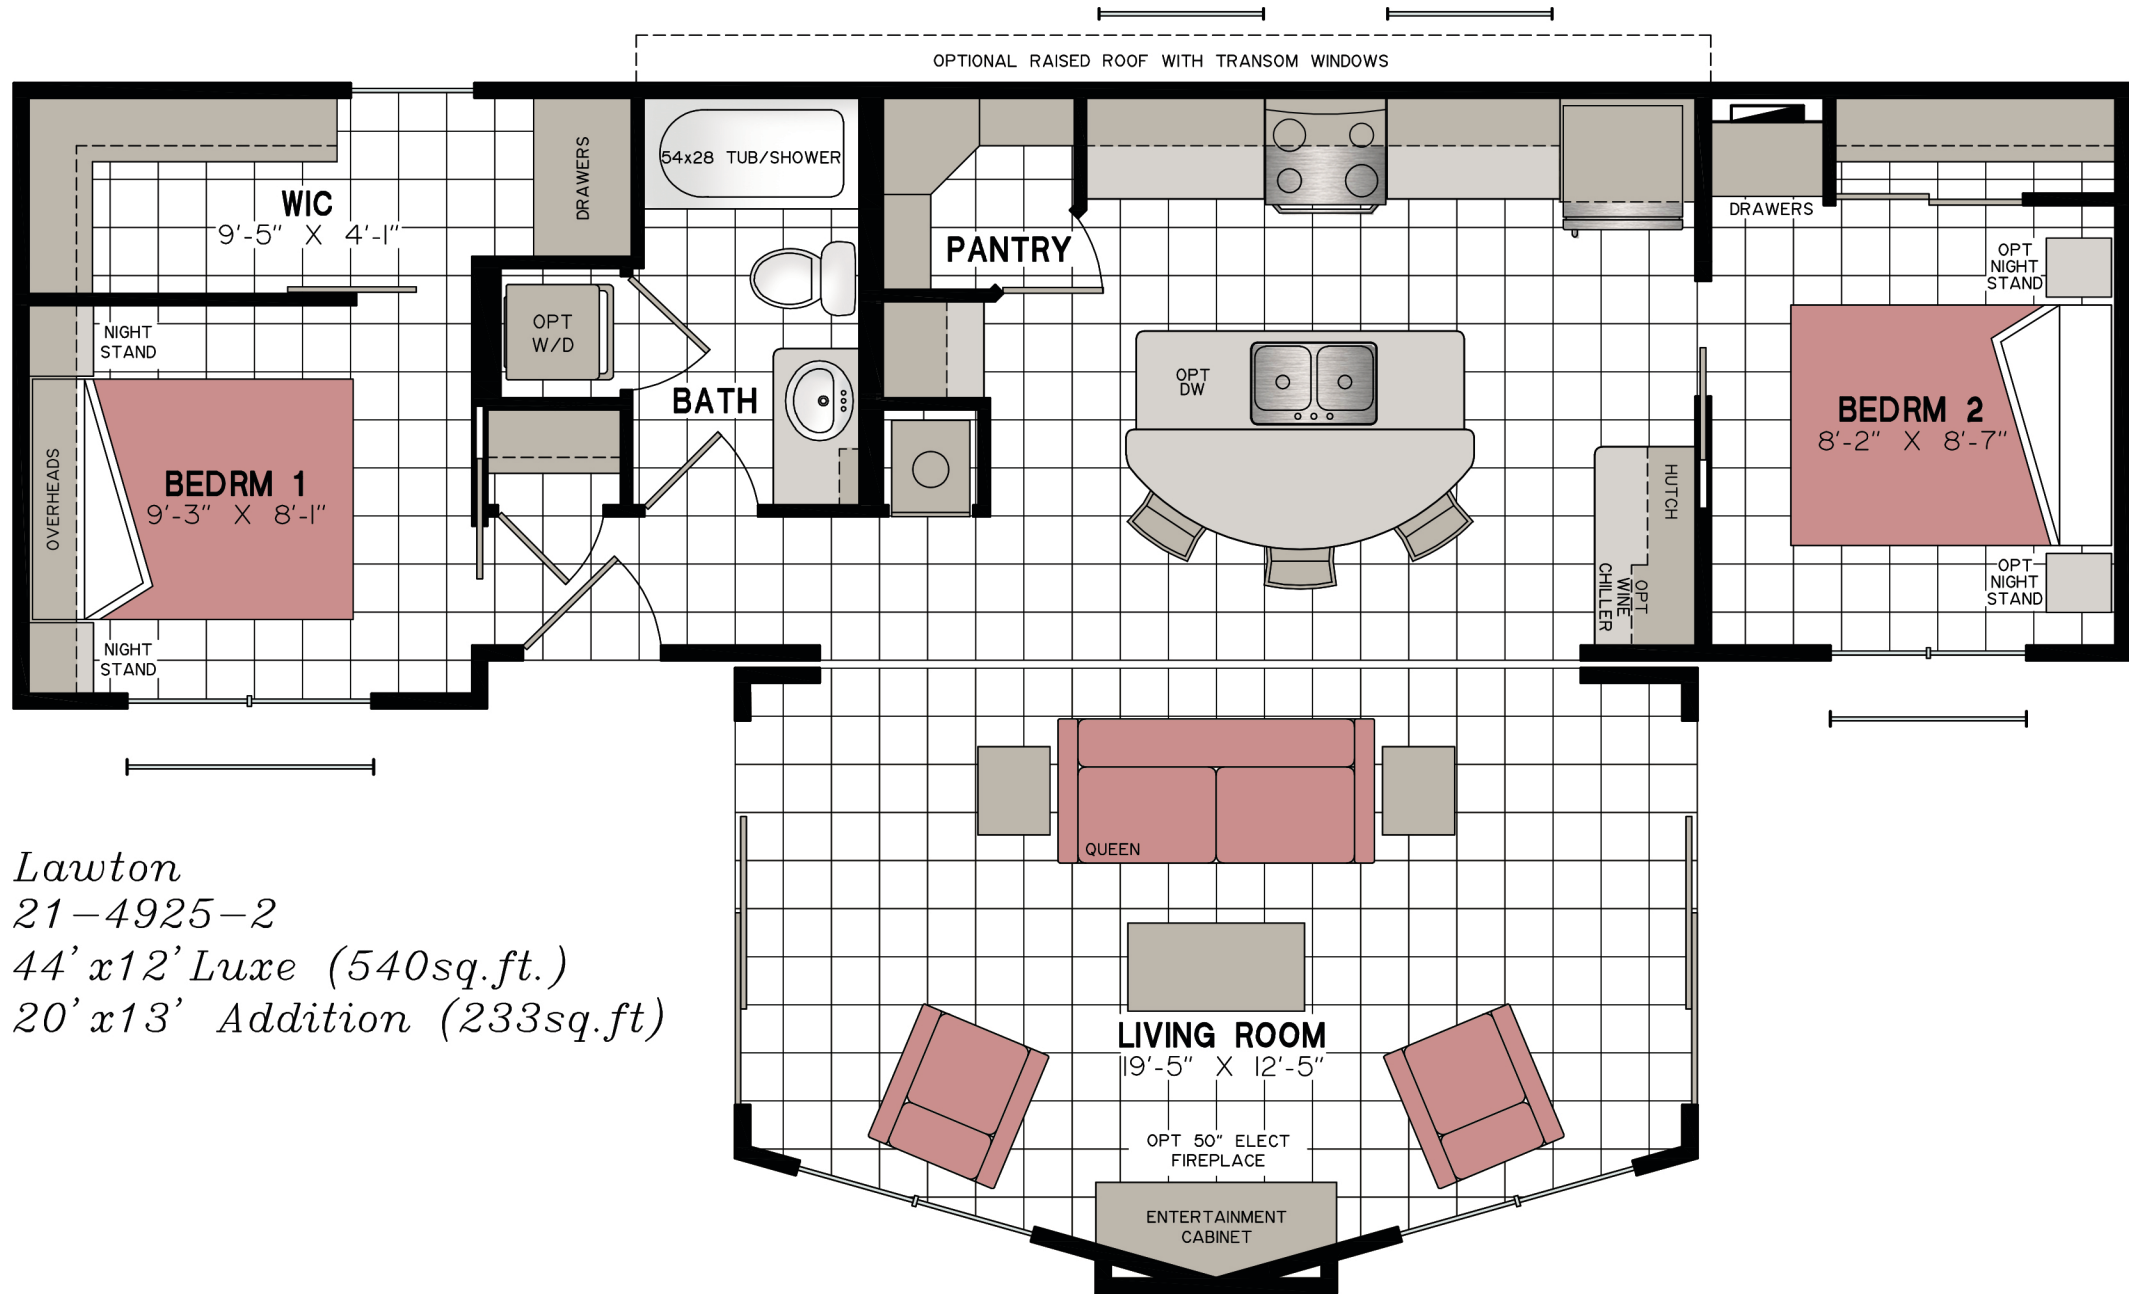 OPTIONAL RAISED ROOF WITH TRANSOM WINDOWS
WIC
9'-5" X 4'-1"
DRAWERS
54x28 TUB/SHOWER
PANTRY
DRAWERS
OPT
NIGHT
STAND
NIGHT
STAND
OPT
W/D
BATH
OPT
DW
BEDRM 2
8'-2" X 8'-7"
OVERHEADS
BEDRM 1
9'-3" X 8'-1"
HUTCH
OPT
WINE
CHILLER
OPT
NIGHT
STAND
NIGHT
STAND
QUEEN
Lawton
21-4925-2
44'x12' Luxe (540sq.ft.)
20'x13' Addition (233sq.ft)
LIVING ROOM
19'-5" X 12'-5"
OPT 50" ELECT
FIREPLACE
ENTERTAINMENT
CABINET